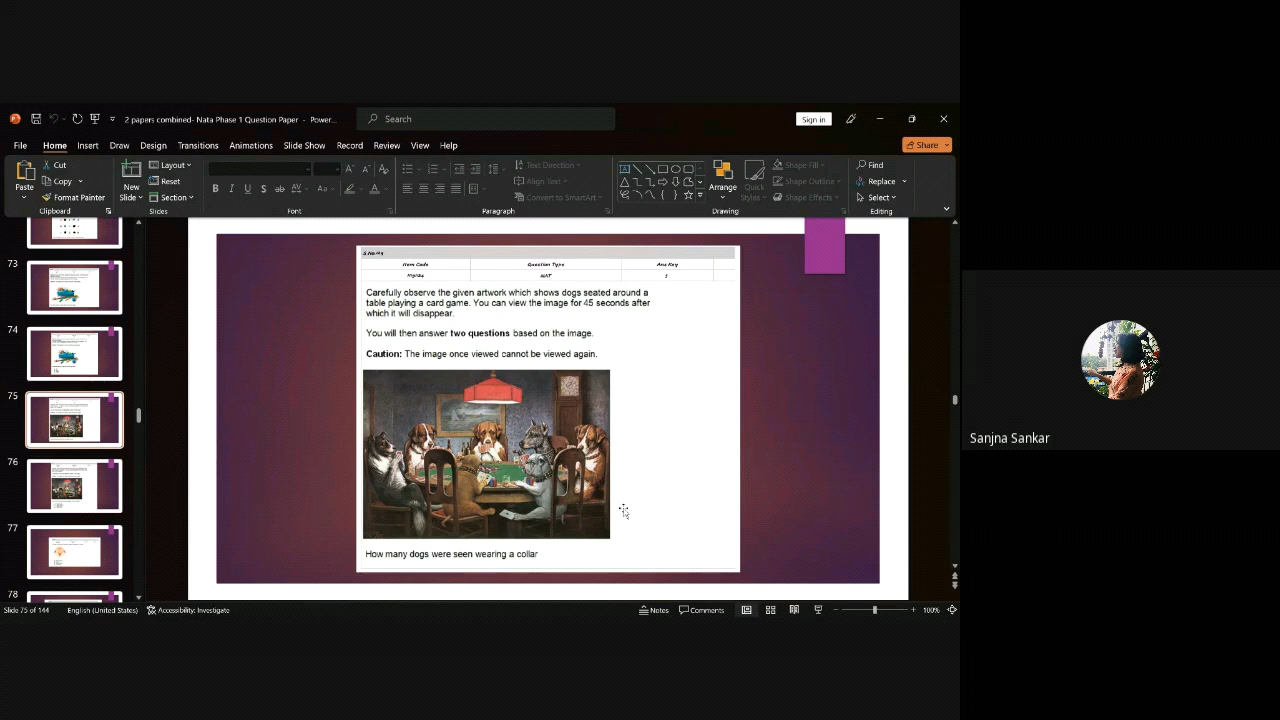 2 papers combined- Nata Phase 1 Question Paper - Power...
Search
Sign in
File Home Insert Draw Design Transitions Animations Slide Show Record Review View Help
Share
Paste
Cut
Copy
Format Painter
Clipboard
New
Slide
Layout
Reset
Section
Slides
Font
Text Direction
Align Text
Convert to SmartArt
Paragraph
Arrange
Quick
Styles
Shape Fill
Shape Outline
Shape Effects
Drawing
Find
Replace
Select
Editing
73
74
75
76
77
78
Item Code Question Type Ans Key
NAT
Carefully observe the given artwork which shows dogs seated around a
table playing a card game. You can view the image for 45 seconds after
which it will disappear.
You will then answer two questions based on the image.
Caution: The image once viewed cannot be viewed again.
How many dogs were seen wearing a collar
Sanjna Sankar
Slide 75 of 144 English (United States) Accessibility: Investigate Notes Comments 100%